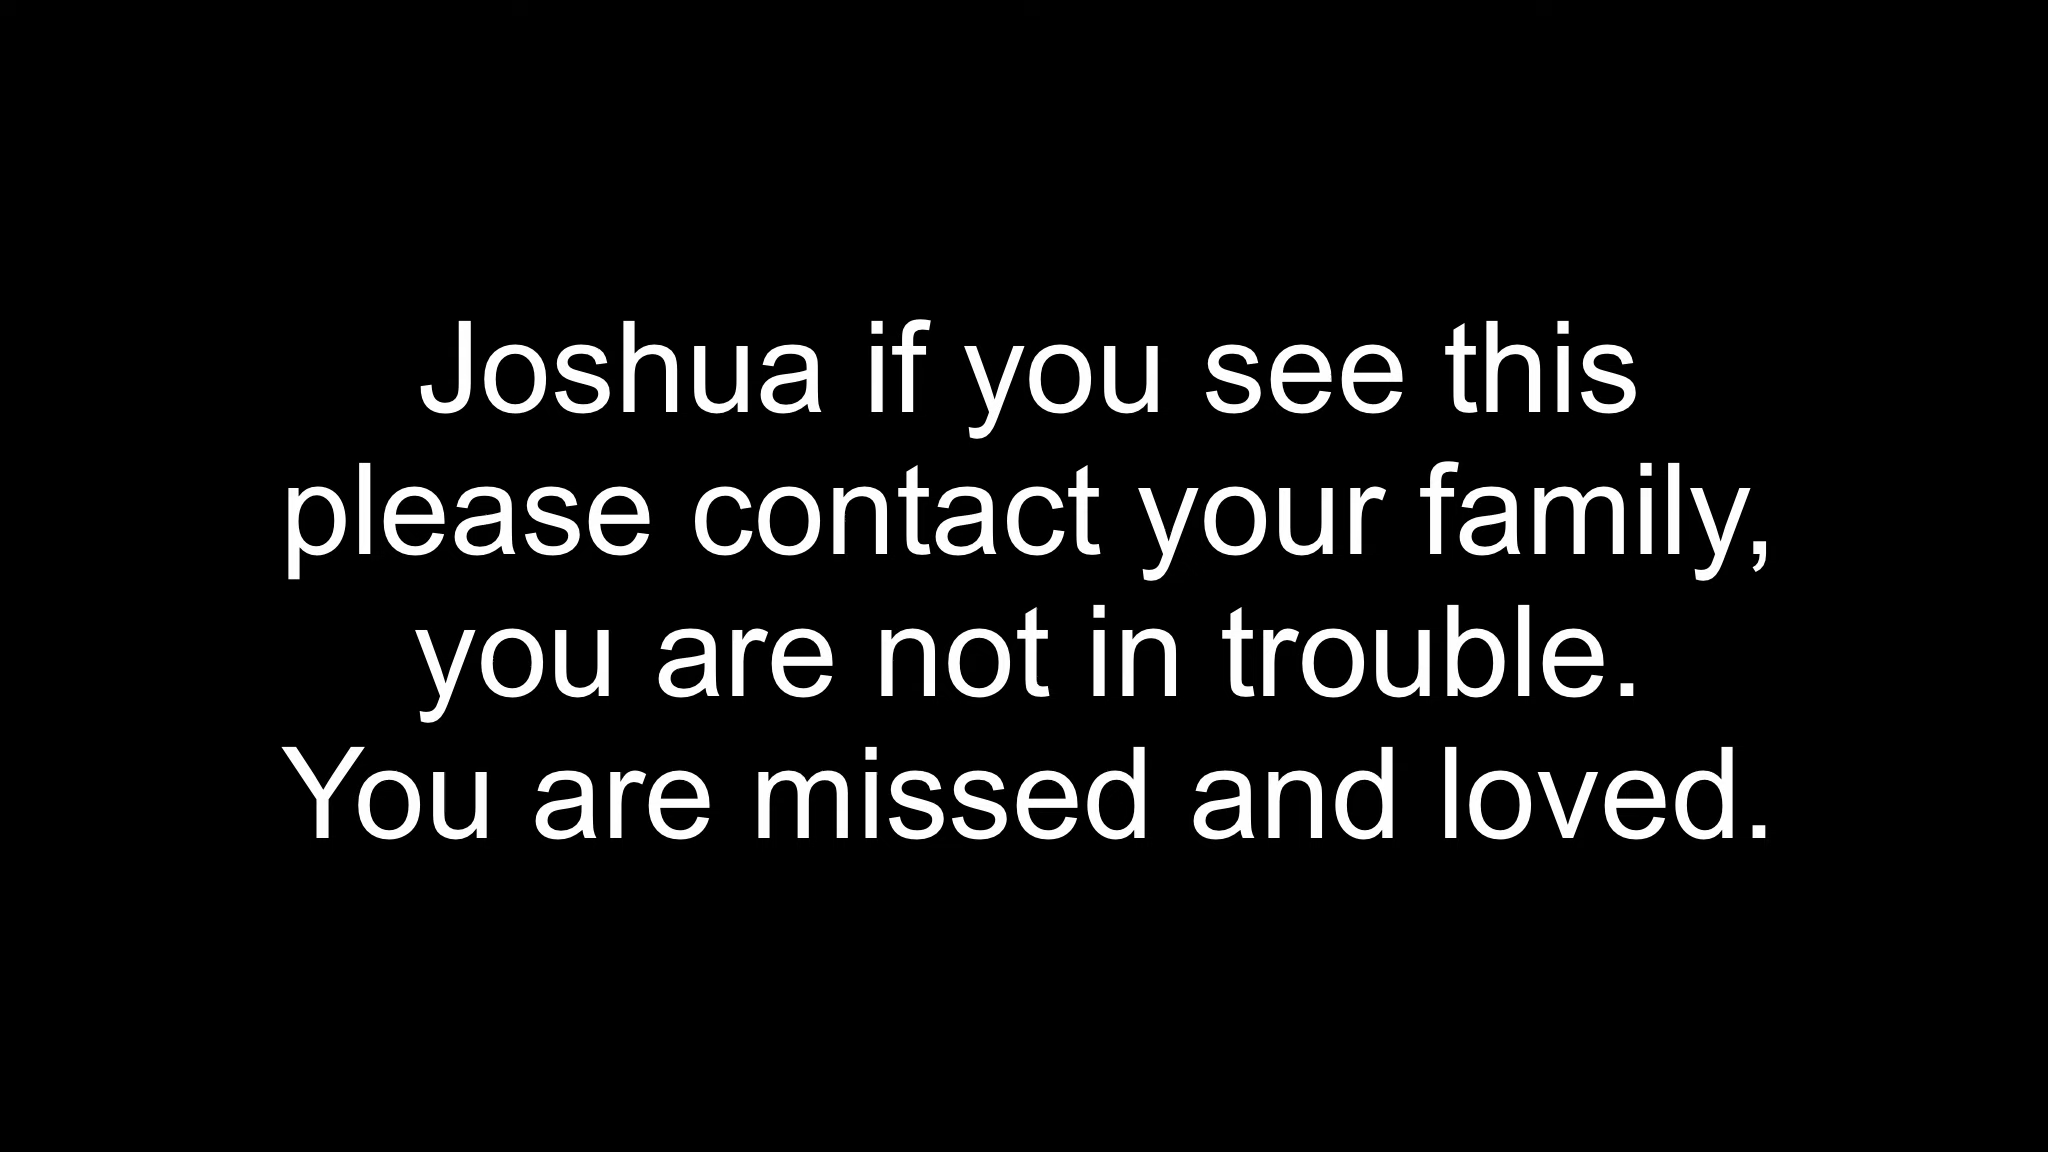 Joshua if you see this
please contact your family,
you are not in trouble.
You are missed and loved.